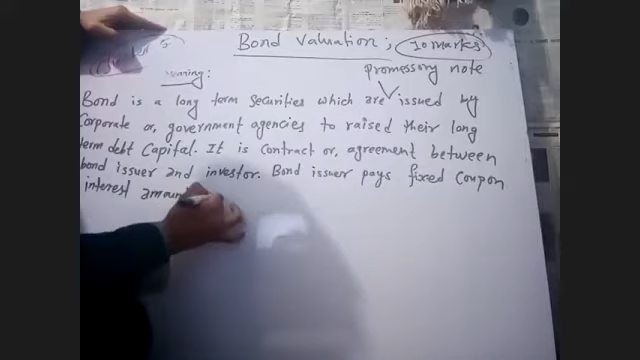 Bond Valuation; 10 marks
meaning:
promessory note
Bond is a long term securities which are issued by
Corporate or, government agencies to raised their long
term debt Capital. It is Contract or, agreement between
bond issuer and investor. Bond issuer pays fixed Coupon
interest amoun